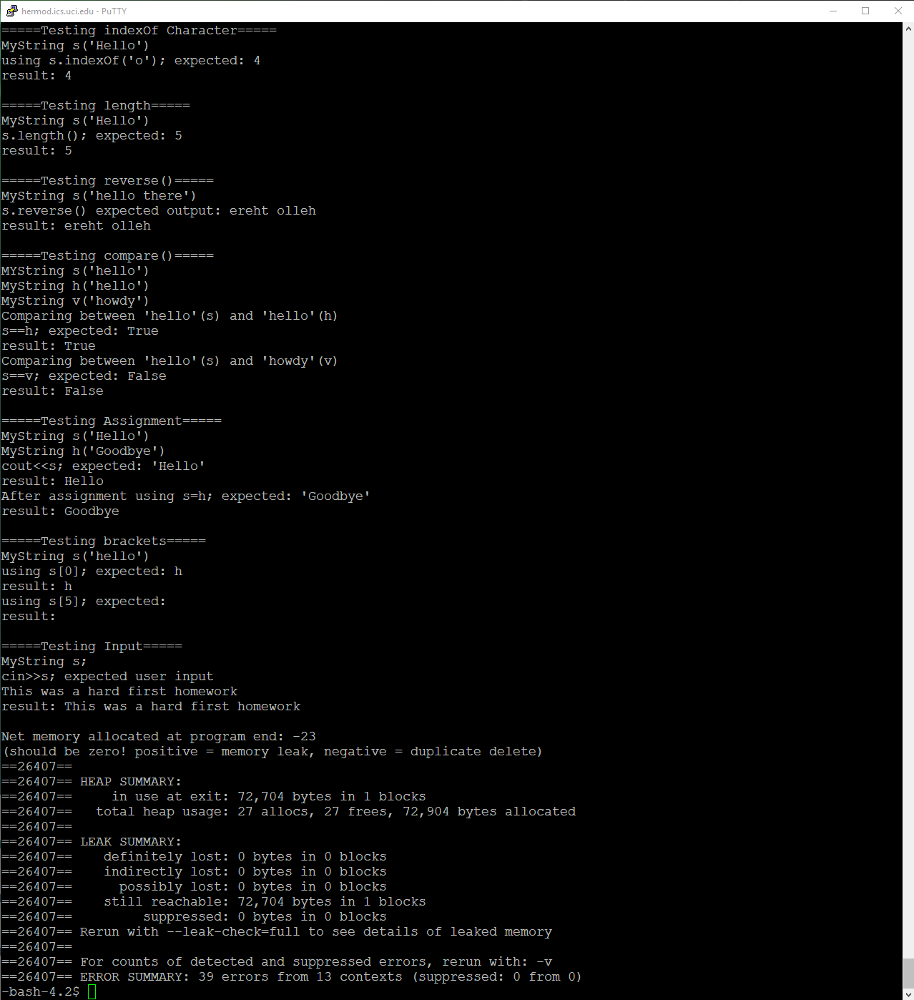 hermod.ics.uci.edu - PuTTY
=====Testing indexOf Character=====
MyString s('Hello')
using s.indexOf('o'); expected: 4
result: 4
=====Testing length=====
MyString s('Hello')
s.length(); expected: 5
result: 5
=====Testing reverse()=====
MyString s('hello there')
s.reverse() expected output: ereht olleh
result: ereht olleh
=====Testing compare()=====
MYString s('hello')
MyString h('hello')
MyString v('howdy')
Comparing between 'hello'(s) and 'hello'(h)
s==h; expected: True
result: True
Comparing between 'hello'(s) and 'howdy'(v)
s==v; expected: False
result: False
=====Testing Assignment=====
MyString s('Hello')
MyString h('Goodbye')
cout<<s; expected: 'Hello'
result: Hello
After assignment using s=h; expected: 'Goodbye'
result: Goodbye
=====Testing brackets=====
MyString s('hello')
using s[0]; expected: h
result: h
using s[5]; expected:
result:
=====Testing Input=====
MyString s;
cin>>s; expected user input
This was a hard first homework
result: This was a hard first homework
Net memory allocated at program end: -23
(should be zero! positive = memory leak, negative = duplicate delete)
==26407==
==26407== HEAP SUMMARY:
==26407==     in use at exit: 72,704 bytes in 1 blocks
==26407==   total heap usage: 27 allocs, 27 frees, 72,904 bytes allocated
==26407==
==26407== LEAK SUMMARY:
==26407==    definitely lost: 0 bytes in 0 blocks
==26407==    indirectly lost: 0 bytes in 0 blocks
==26407==      possibly lost: 0 bytes in 0 blocks
==26407==    still reachable: 72,704 bytes in 1 blocks
==26407==         suppressed: 0 bytes in 0 blocks
==26407== Rerun with --leak-check=full to see details of leaked memory
==26407==
==26407== For counts of detected and suppressed errors, rerun with: -v
==26407== ERROR SUMMARY: 39 errors from 13 contexts (suppressed: 0 from 0)
-bash-4.2$